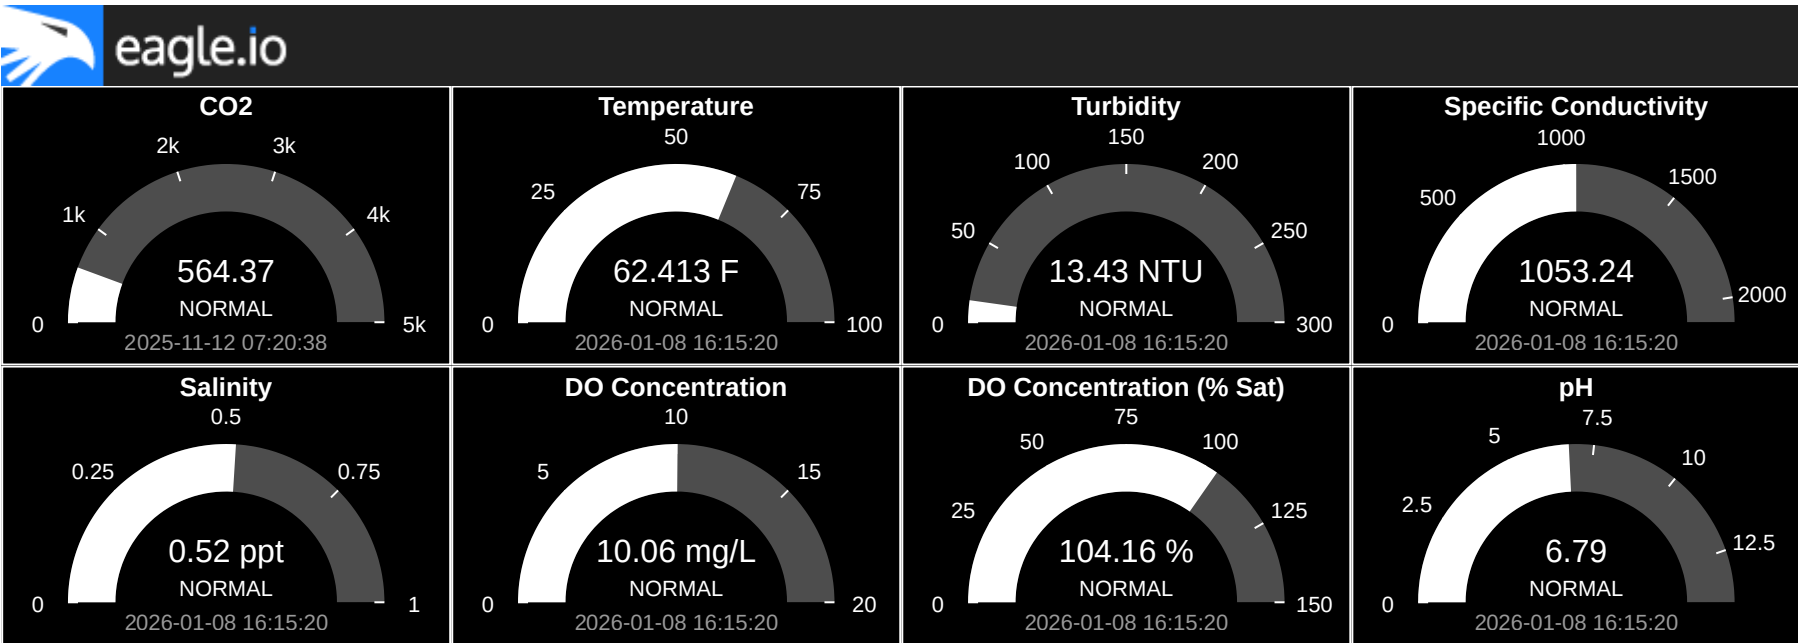 eagle.io
CO2
0
1k
2k
3k
4k
5k
564.37
NORMAL
2025-11-12 07:20:38
Temperature
0
25
50
75
100
62.413 F
NORMAL
2026-01-08 16:15:20
Turbidity
0
50
100
150
200
250
300
13.43 NTU
NORMAL
2026-01-08 16:15:20
Specific Conductivity
0
500
1000
1500
2000
1053.24
NORMAL
2026-01-08 16:15:20
Salinity
0
0.25
0.5
0.75
1
0.52 ppt
NORMAL
2026-01-08 16:15:20
DO Concentration
0
5
10
15
20
10.06 mg/L
NORMAL
2026-01-08 16:15:20
DO Concentration (% Sat)
0
25
50
75
100
125
150
104.16 %
NORMAL
2026-01-08 16:15:20
pH
0
2.5
5
7.5
10
12.5
6.79
NORMAL
2026-01-08 16:15:20